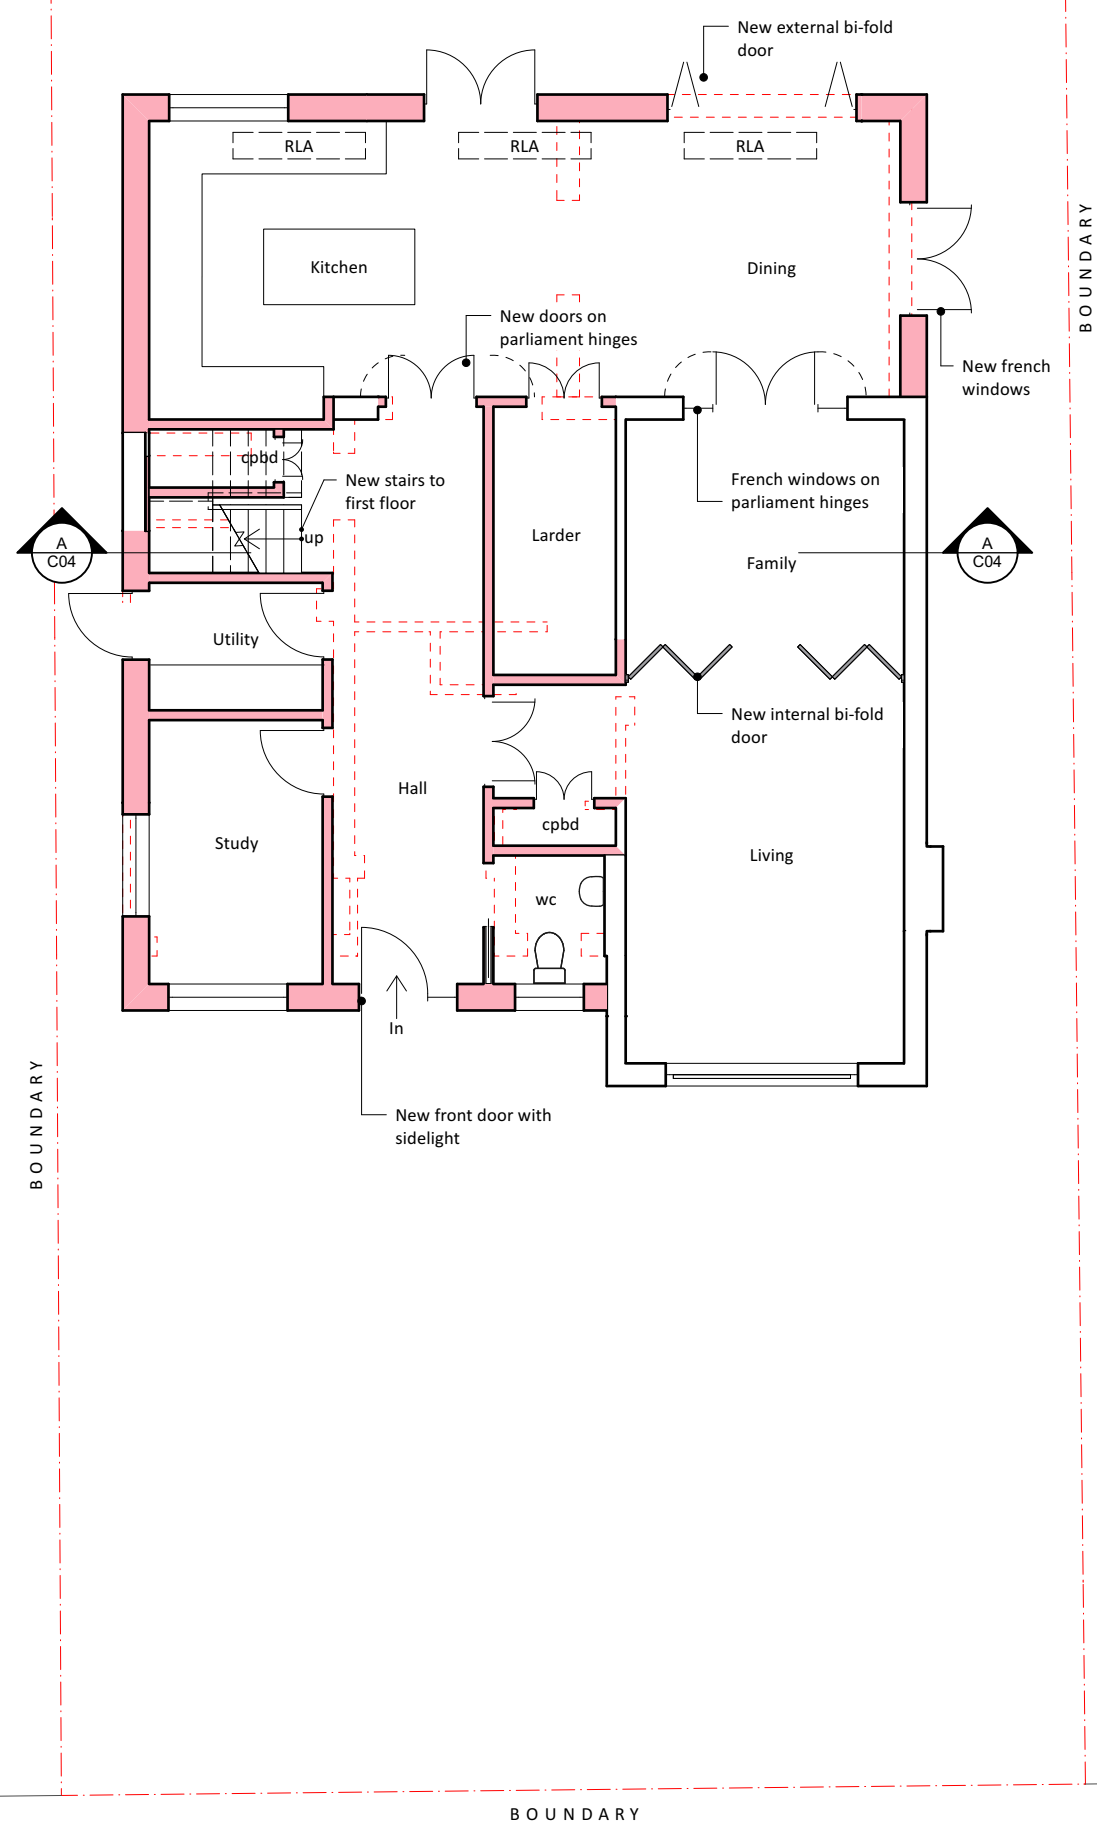 New external bi-fold
door
RLA
RLA
RLA
Kitchen
Dining
BOUNDARY
New doors on
parliament hinges
New french
windows
cpbd
New stairs to
first floor
French windows on
parliament hinges
up
Larder
Family
A
C04
A
C04
Utility
New internal bi-fold
door
Hall
cpbd
Study
Living
wc
In
BOUNDARY
New front door with
sidelight
BOUNDARY